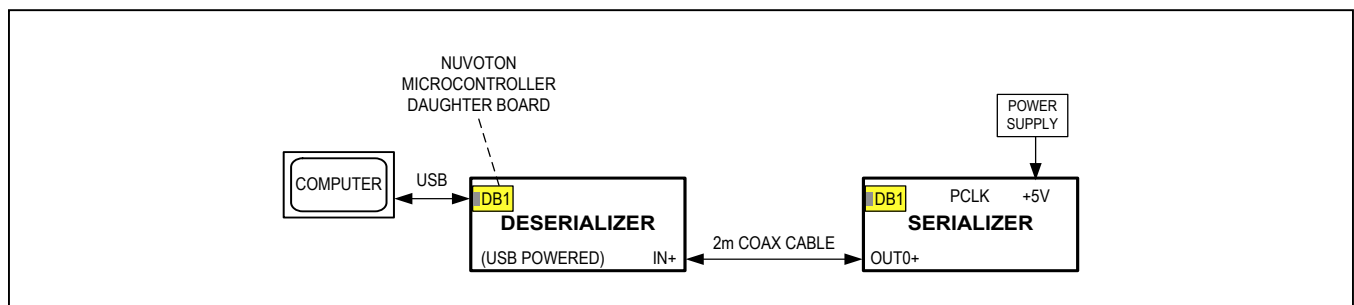 NUVOTON
MICROCONTROLLER
DAUGHTER BOARD
POWER
SUPPLY
COMPUTER
USB
DB1
DESERIALIZER
(USB POWERED)
IN+
2m COAX CABLE
DB1
PCLK
+5V
SERIALIZER
OUT0+